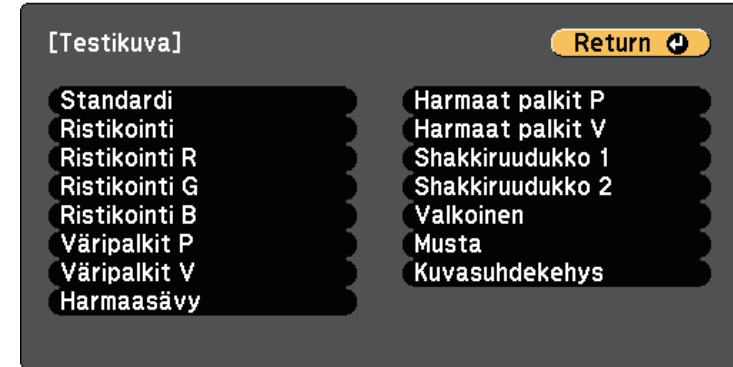 [Testikuva]
Return
Standardi
Ristikointi
Ristikointi R
Ristikointi G
Ristikointi B
Väripalkit P
Väripalkit V
Harmaasävy
Harmaat palkit P
Harmaat palkit V
Shakkiruudukko 1
Shakkiruudukko 2
Valkoinen
Musta
Kuvasuhdekehys